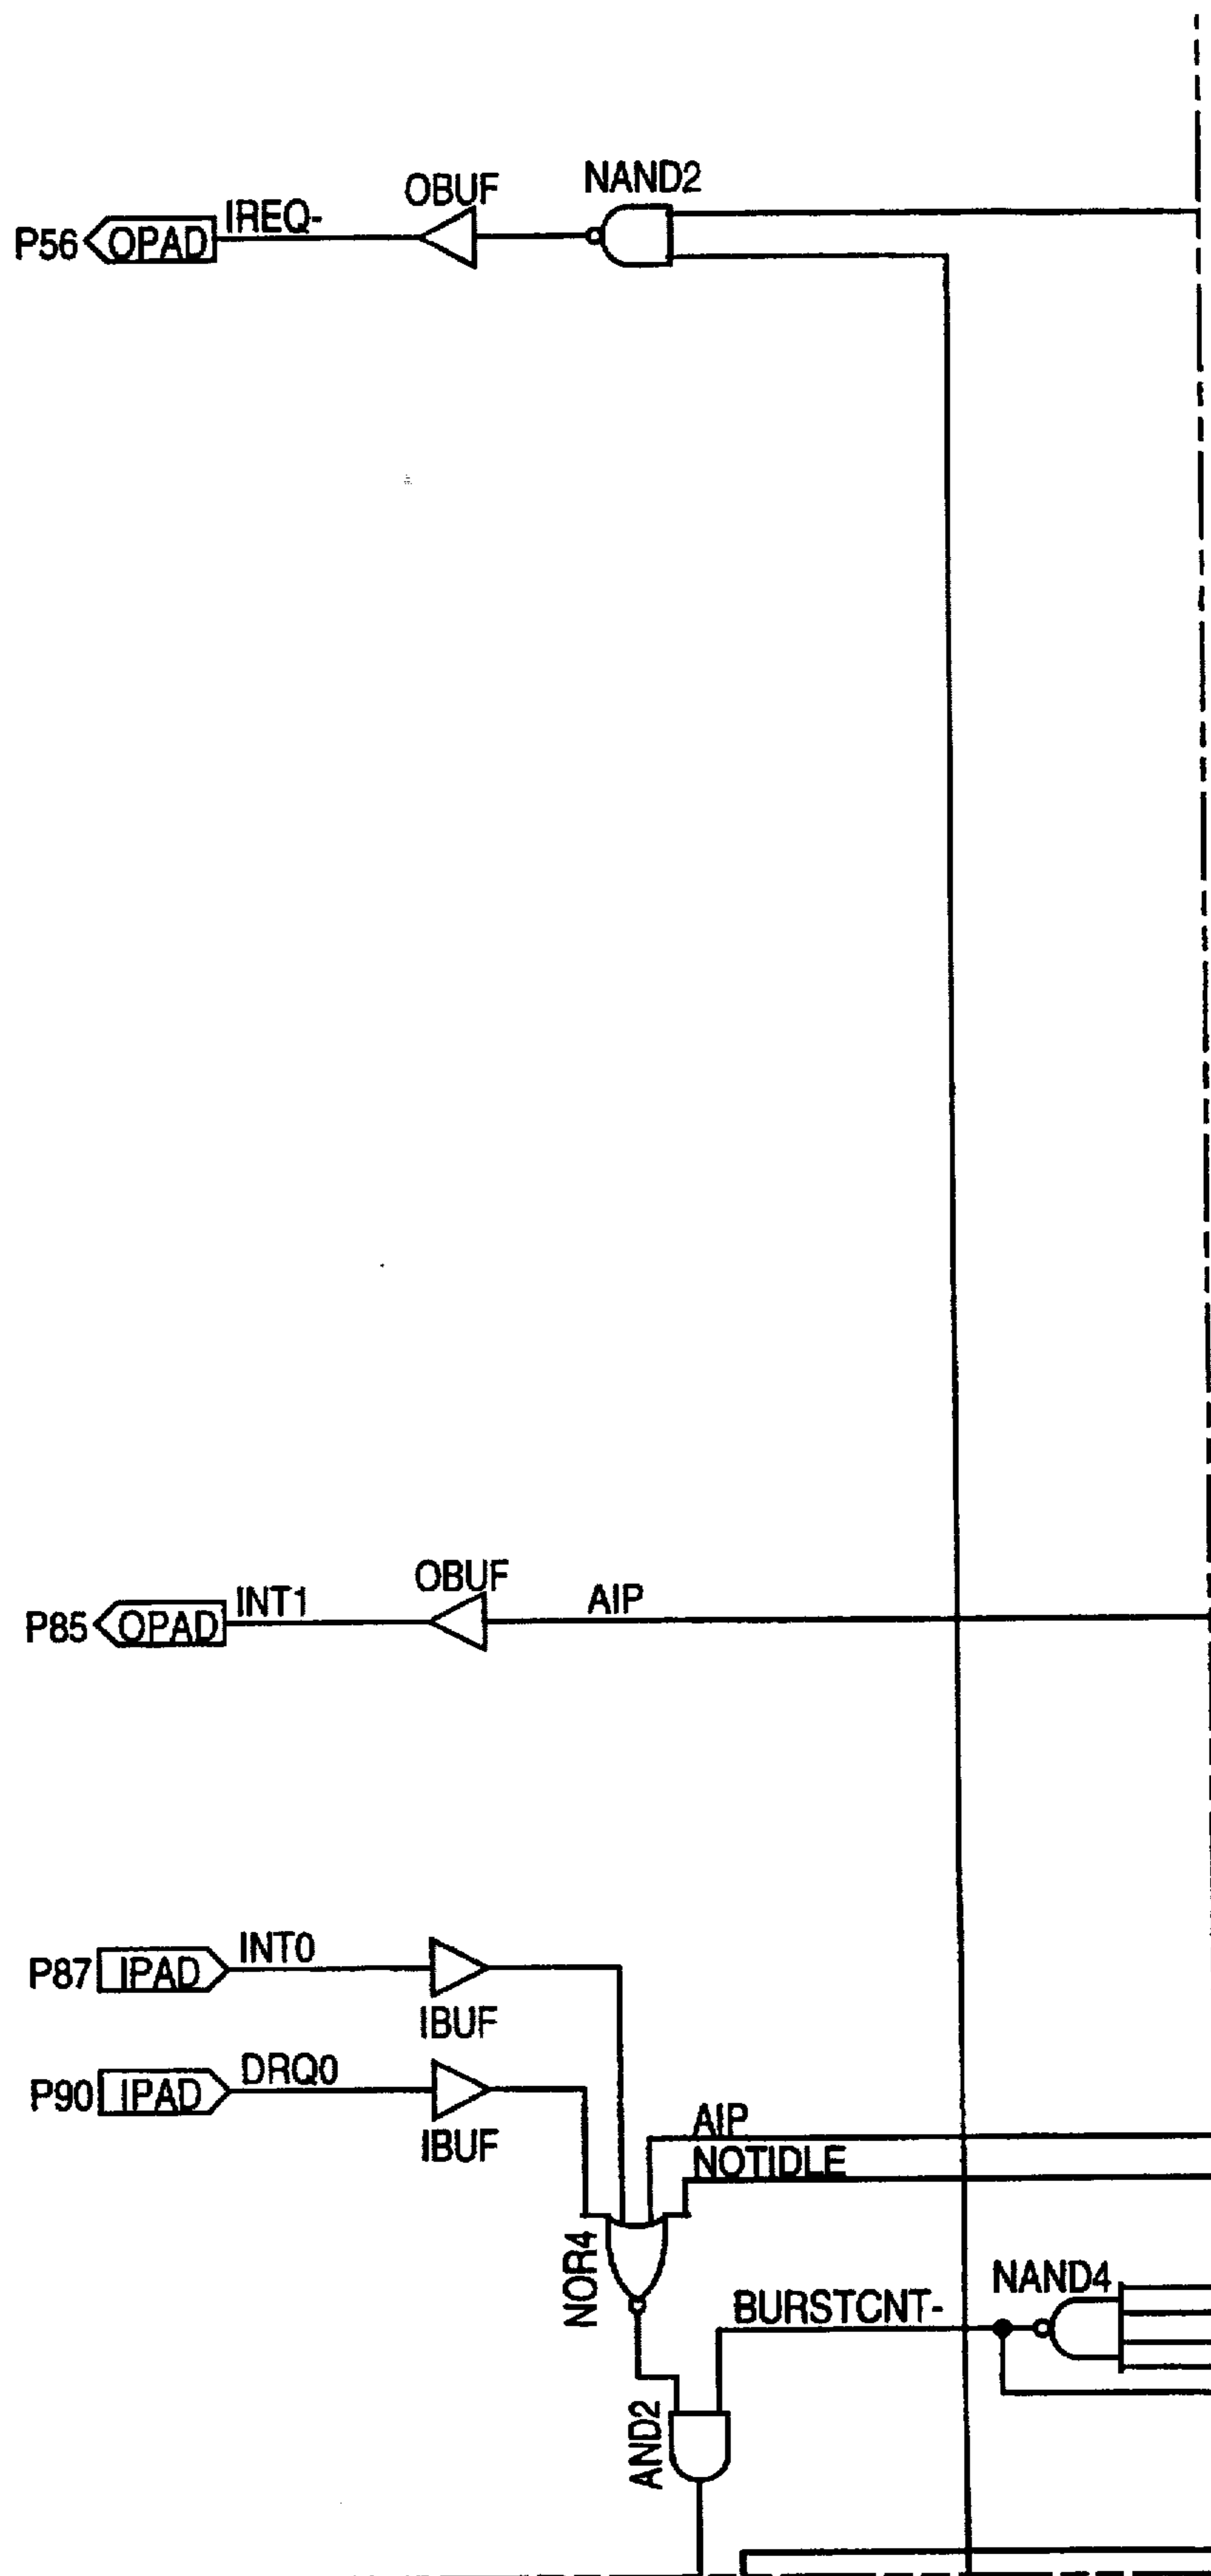 NAND2
OBUF
IREQ-
P56 OPAD
OBUF
INT1
AIP
P85 OPAD
INT0
P87 IPAD
IBUF
DRQ0
P90 IPAD
IBUF
AIP
NOTIDLE
NOR4
NAND4
BURSTCNT-
AND2